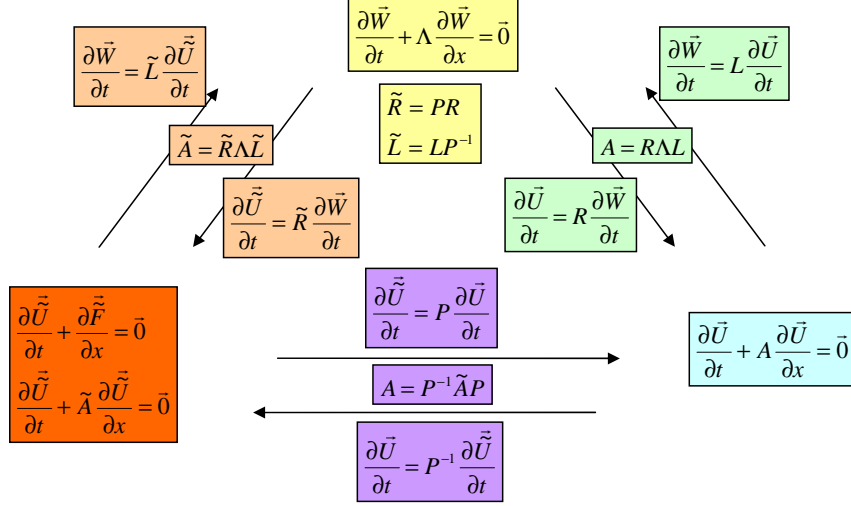 ∂W⃗/∂t + Λ ∂W⃗/∂x = 0⃗
∂W⃗/∂t = L̃ ∂Ũ⃗/∂t
∂W⃗/∂t = L ∂U⃗/∂t
R̃ = PR
L̃ = LP⁻¹
Ã = R̃ΛL̃
A = RΛL
∂Ũ⃗/∂t = R̃ ∂W⃗/∂t
∂U⃗/∂t = R ∂W⃗/∂t
∂Ũ⃗/∂t + ∂F̃⃗/∂x = 0⃗
∂Ũ⃗/∂t + Ã ∂Ũ⃗/∂x = 0⃗
∂Ũ⃗/∂t = P ∂U⃗/∂t
A = P⁻¹ÃP
∂U⃗/∂t = P⁻¹ ∂Ũ⃗/∂t
∂U⃗/∂t + A ∂U⃗/∂x = 0⃗